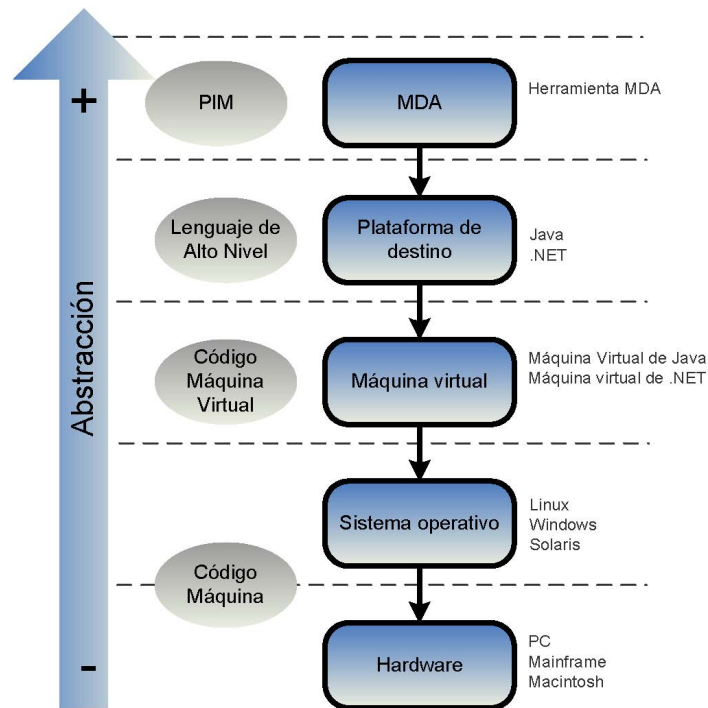 +
PIM
MDA
Herramienta MDA
Lenguaje de
Alto Nivel
Plataforma de
destino
Java
.NET
Abstracción
Código
Máquina
Virtual
Máquina virtual
Máquina Virtual de Java
Máquina virtual de .NET
Sistema operativo
Linux
Windows
Solaris
Código
Máquina
-
Hardware
PC
Mainframe
Macintosh